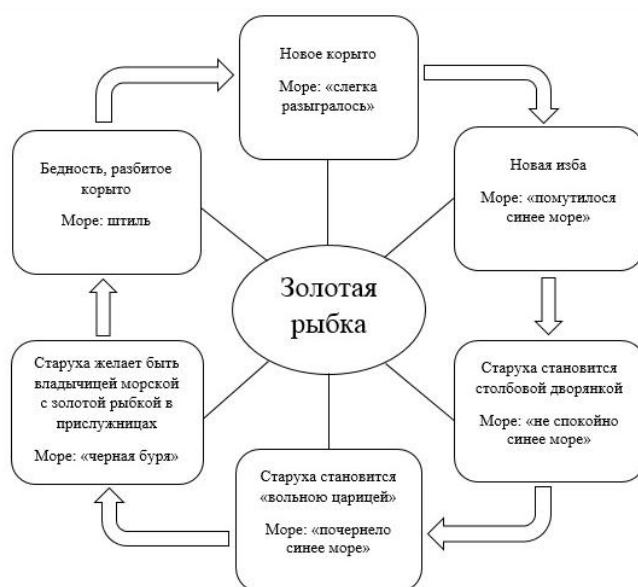 Новое корыто
Море: «слегка
разыгралось»
Бедность, разбитое
корыто
Море: штиль
Новая изба
Море: «помутилося
синее море»
Золотая
рыбка
Старуха желает быть
владычицей морской
с золотой рыбкой в
прислужницах
Море: «черная буря»
Старуха становится
столбовой дворянкой
Море: «не спокойно
синее море»
Старуха становится
«вольною царицей»
Море: «почернело
синее море»